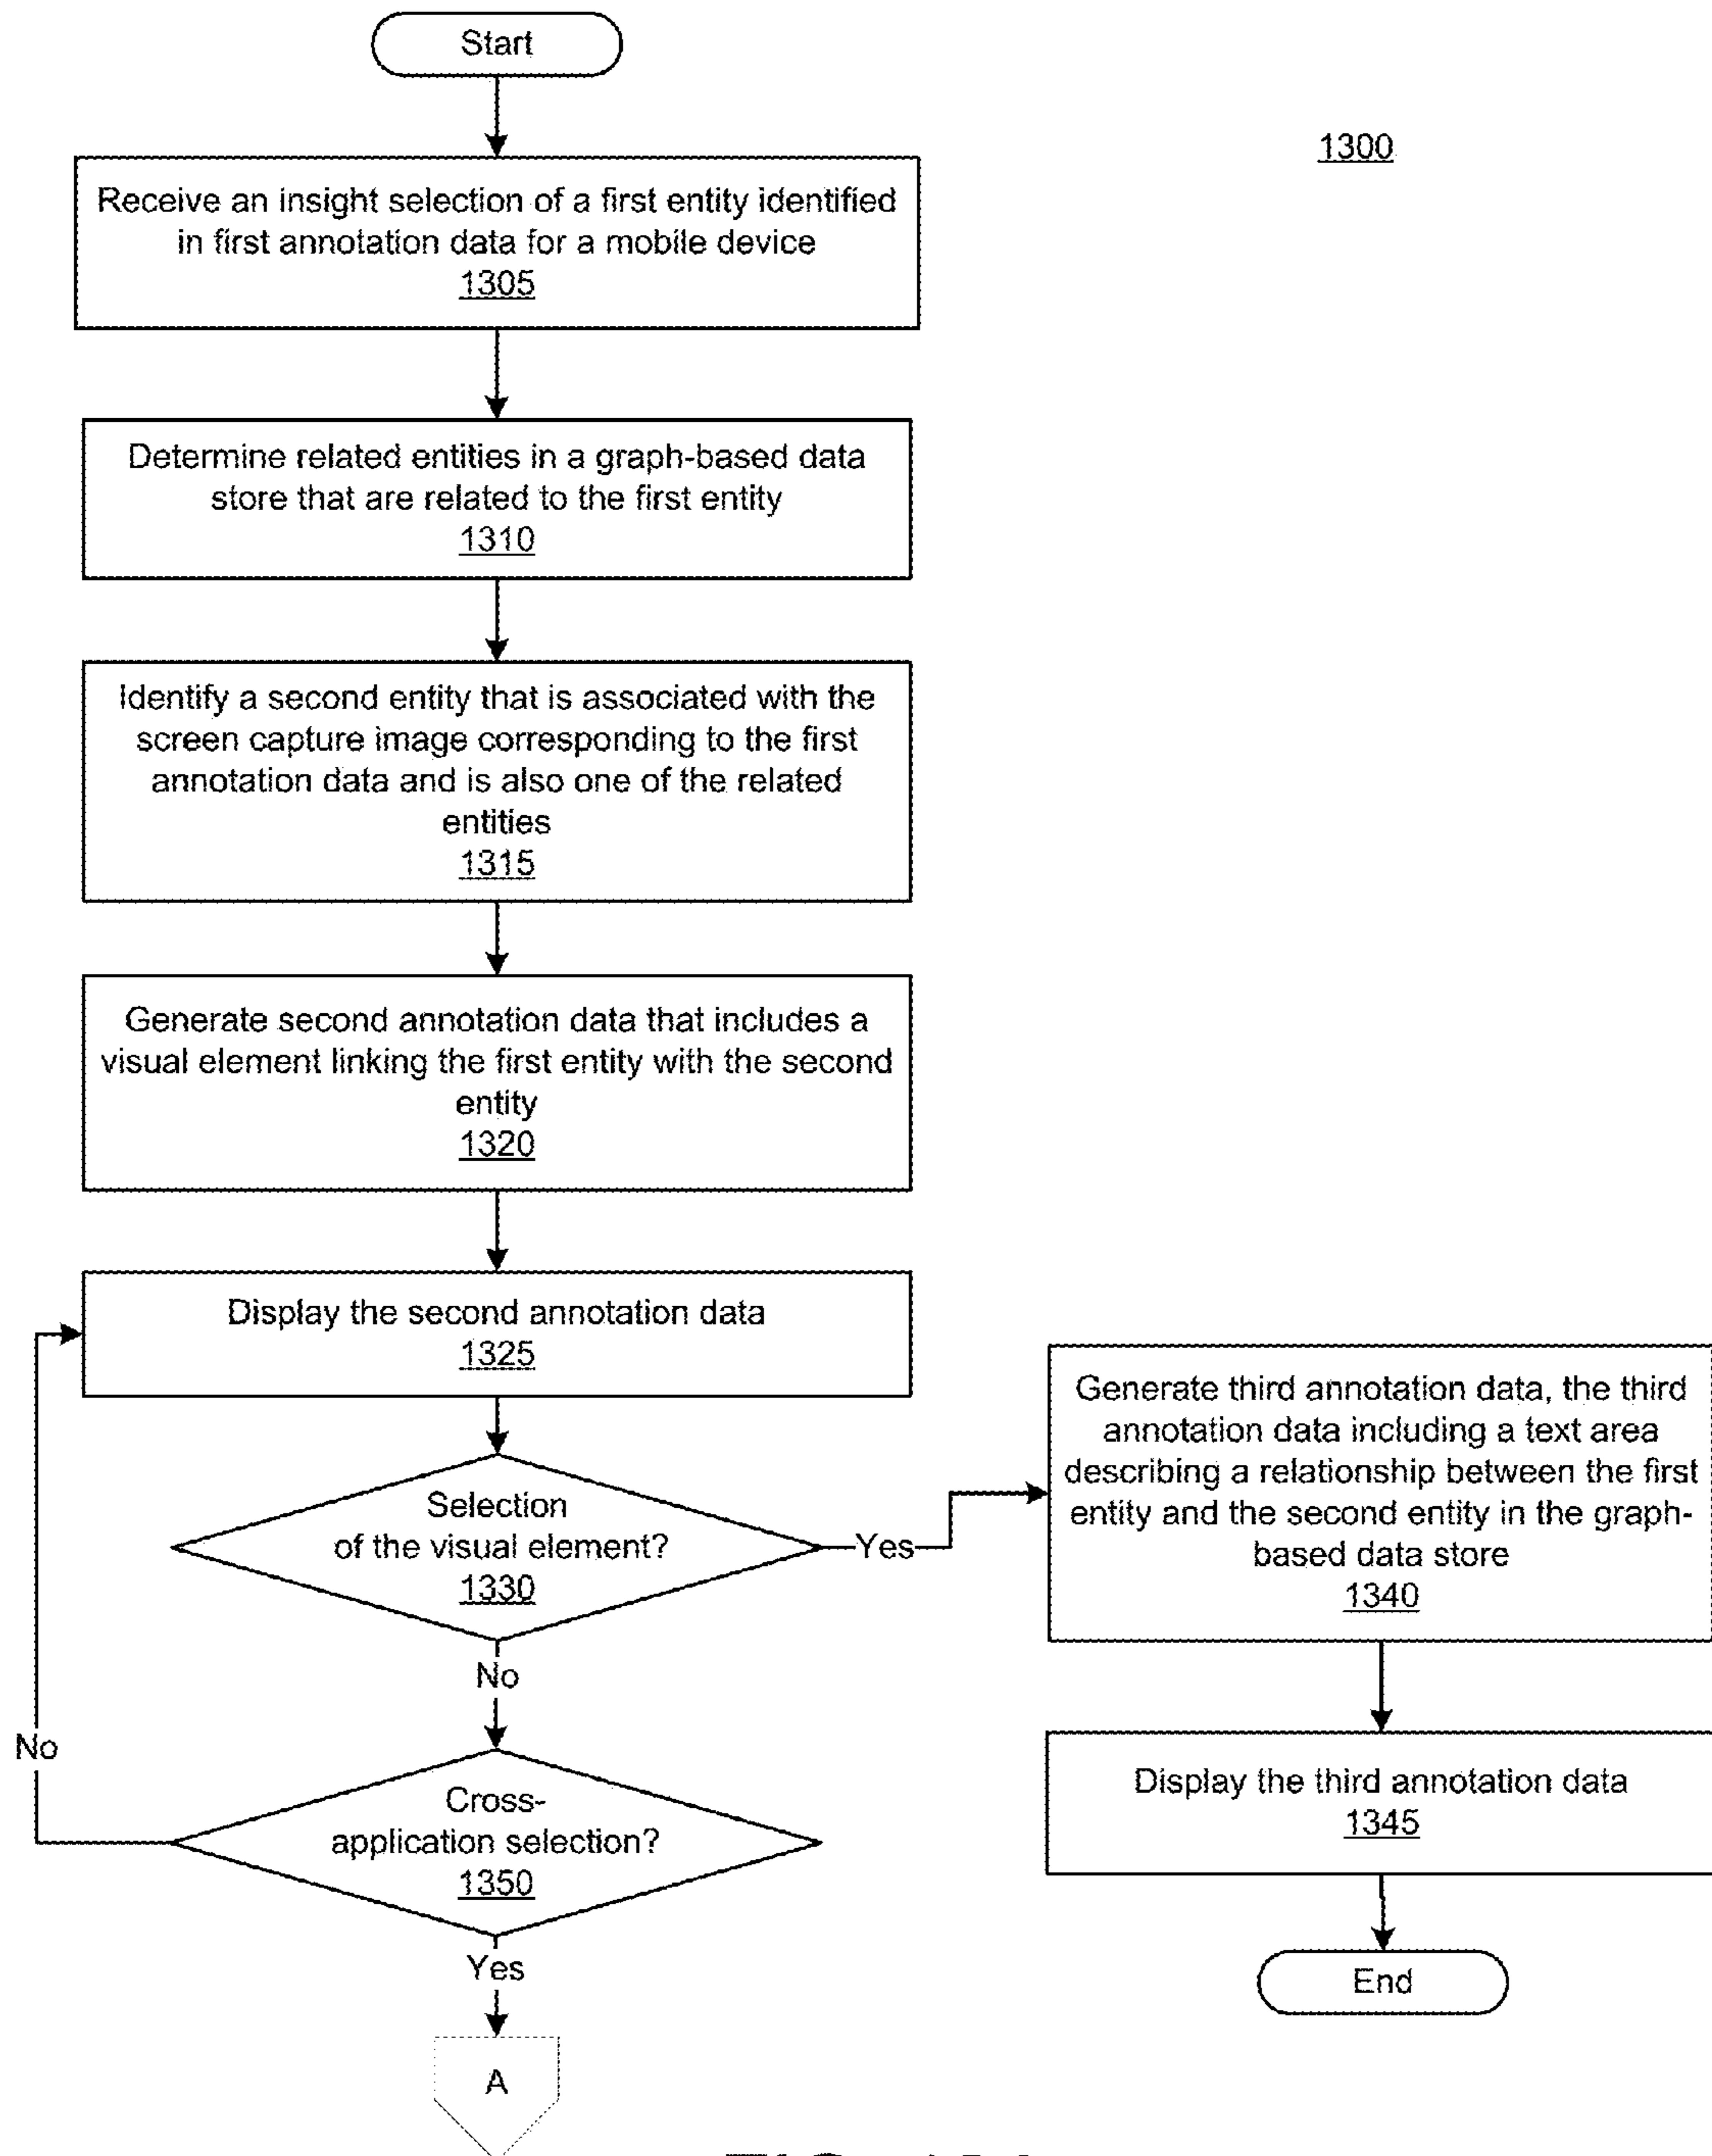 Start
1300
Receive an insight selection of a first entity identified
in first annotation data for a mobile device
1305
Determine related entities in a graph-based data
store that are related to the first entity
1310
Identify a second entity that is associated with the
screen capture image corresponding to the first
annotation data and is also one of the related
entities
1315
Generate second annotation data that includes a
visual element linking the first entity with the second
entity
1320
Display the second annotation data
1325
Selection
of the visual element?
1330
Yes
Generate third annotation data, the third
annotation data including a text area
describing a relationship between the first
entity and the second entity in the graph-
based data store
1340
No
Display the third annotation data
1345
No
Cross-
application selection?
1350
Yes
End
A